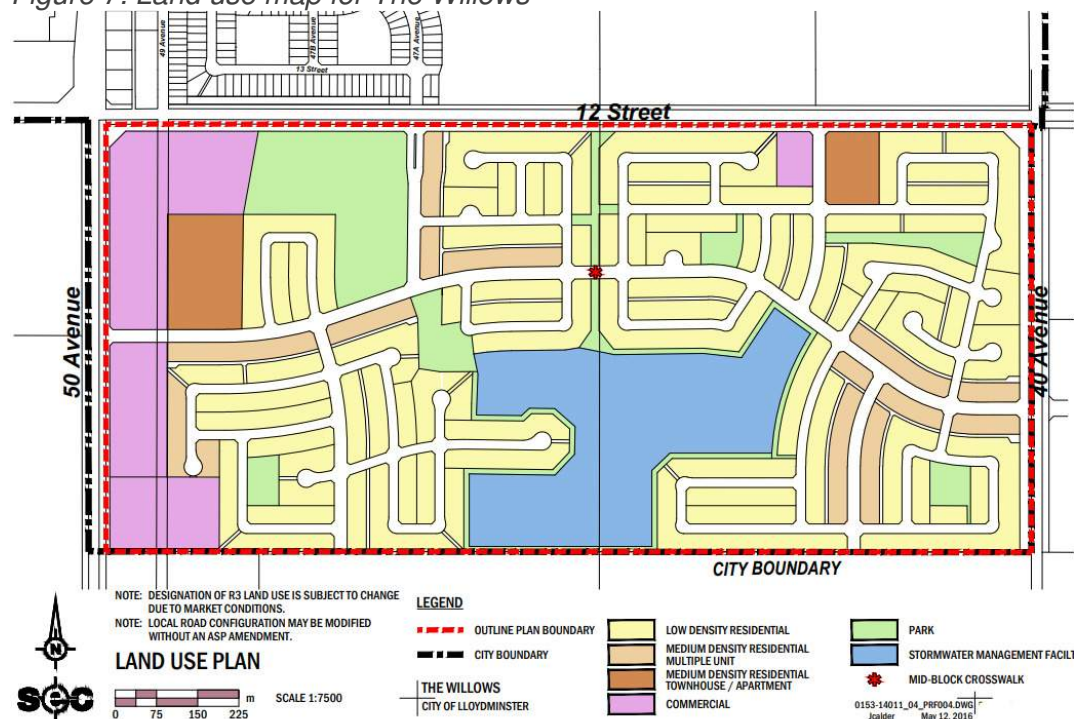 Figure 7: Land use map for The Willows
49 Avenue
47B Avenue
47A Avenue
13 Street
12 Street
50 Avenue
40 Avenue
CITY BOUNDARY
NOTE: DESIGNATION OF R3 LAND USE IS SUBJECT TO CHANGE
DUE TO MARKET CONDITIONS.
NOTE: LOCAL ROAD CONFIGURATION MAY BE MODIFIED
WITHOUT AN ASP AMENDMENT.
LAND USE PLAN
N
0 75 150 225 m SCALE 1:7500
LEGEND
OUTLINE PLAN BOUNDARY
CITY BOUNDARY
THE WILLOWS
CITY OF LLOYDMINSTER
LOW DENSITY RESIDENTIAL
MEDIUM DENSITY RESIDENTIAL
MULTIPLE UNIT
MEDIUM DENSITY RESIDENTIAL
TOWNHOUSE / APARTMENT
COMMERCIAL
PARK
STORMWATER MANAGEMENT FACILT
MID-BLOCK CROSSWALK
0153-14011_04_PRF004.DWG
Jcalder May 12, 2016